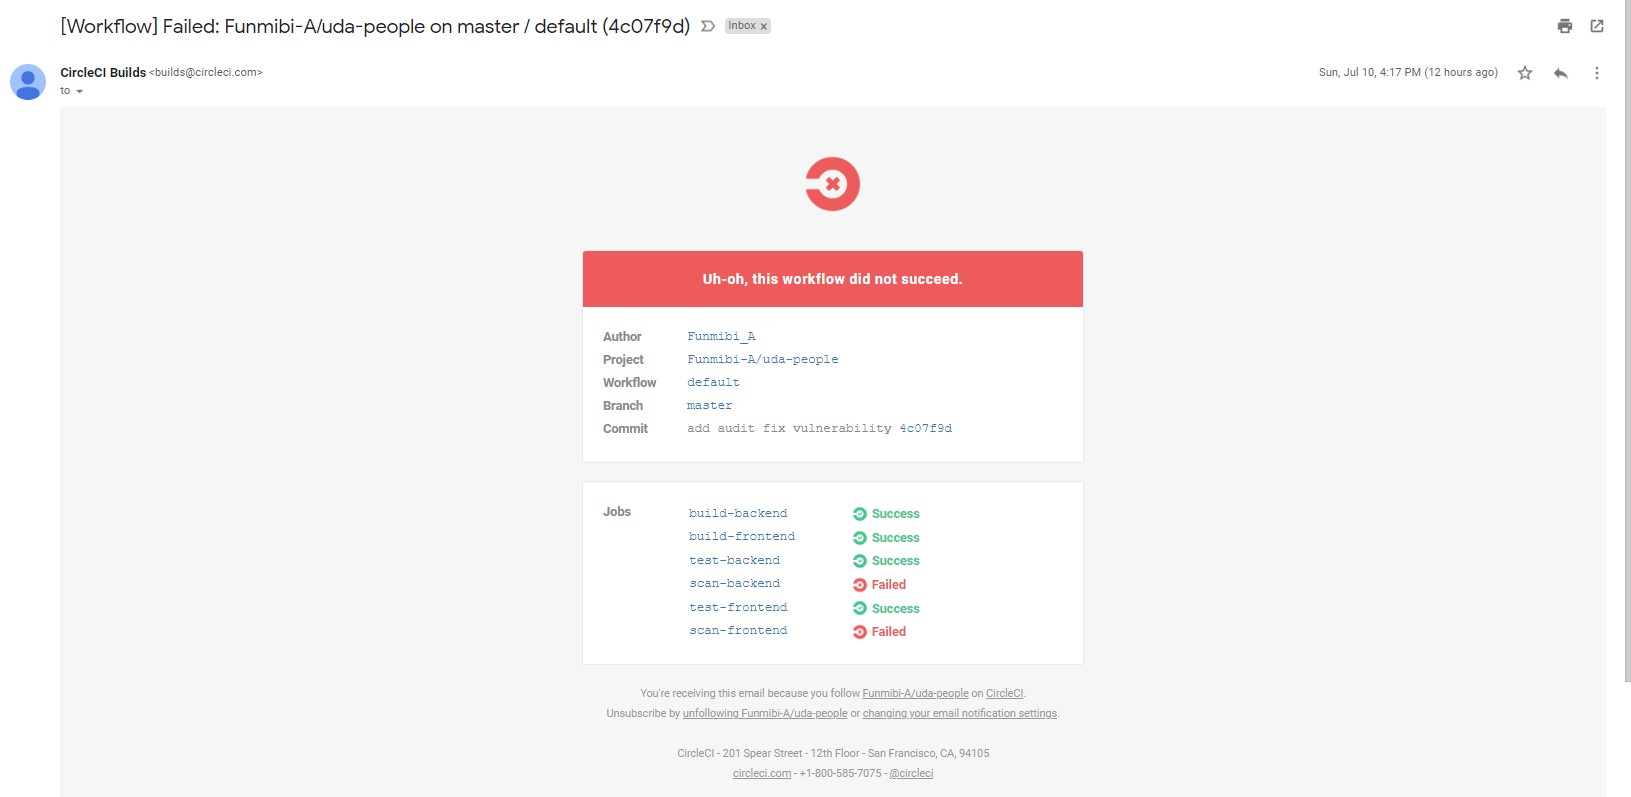 [Workflow] Failed: Funmibi-A/uda-people on master / default (4c07f9d) Inbox x
CircleCI Builds <builds@circleci.com> Sun, Jul 10, 4:17 PM (12 hours ago)
to
Uh-oh, this workflow did not succeed.
Author Funmibi_A
Project Funmibi-A/uda-people
Workflow default
Branch master
Commit add audit fix vulnerability 4c07f9d
Jobs build-backend Success
build-frontend Success
test-backend Success
scan-backend Failed
test-frontend Success
scan-frontend Failed
You're receiving this email because you follow Funmibi-A/uda-people on CircleCI.
Unsubscribe by unfollowing Funmibi-A/uda-people or changing your email notification settings.
CircleCI - 201 Spear Street - 12th Floor - San Francisco, CA, 94105
circleci.com - +1-800-585-7075 - @circleci